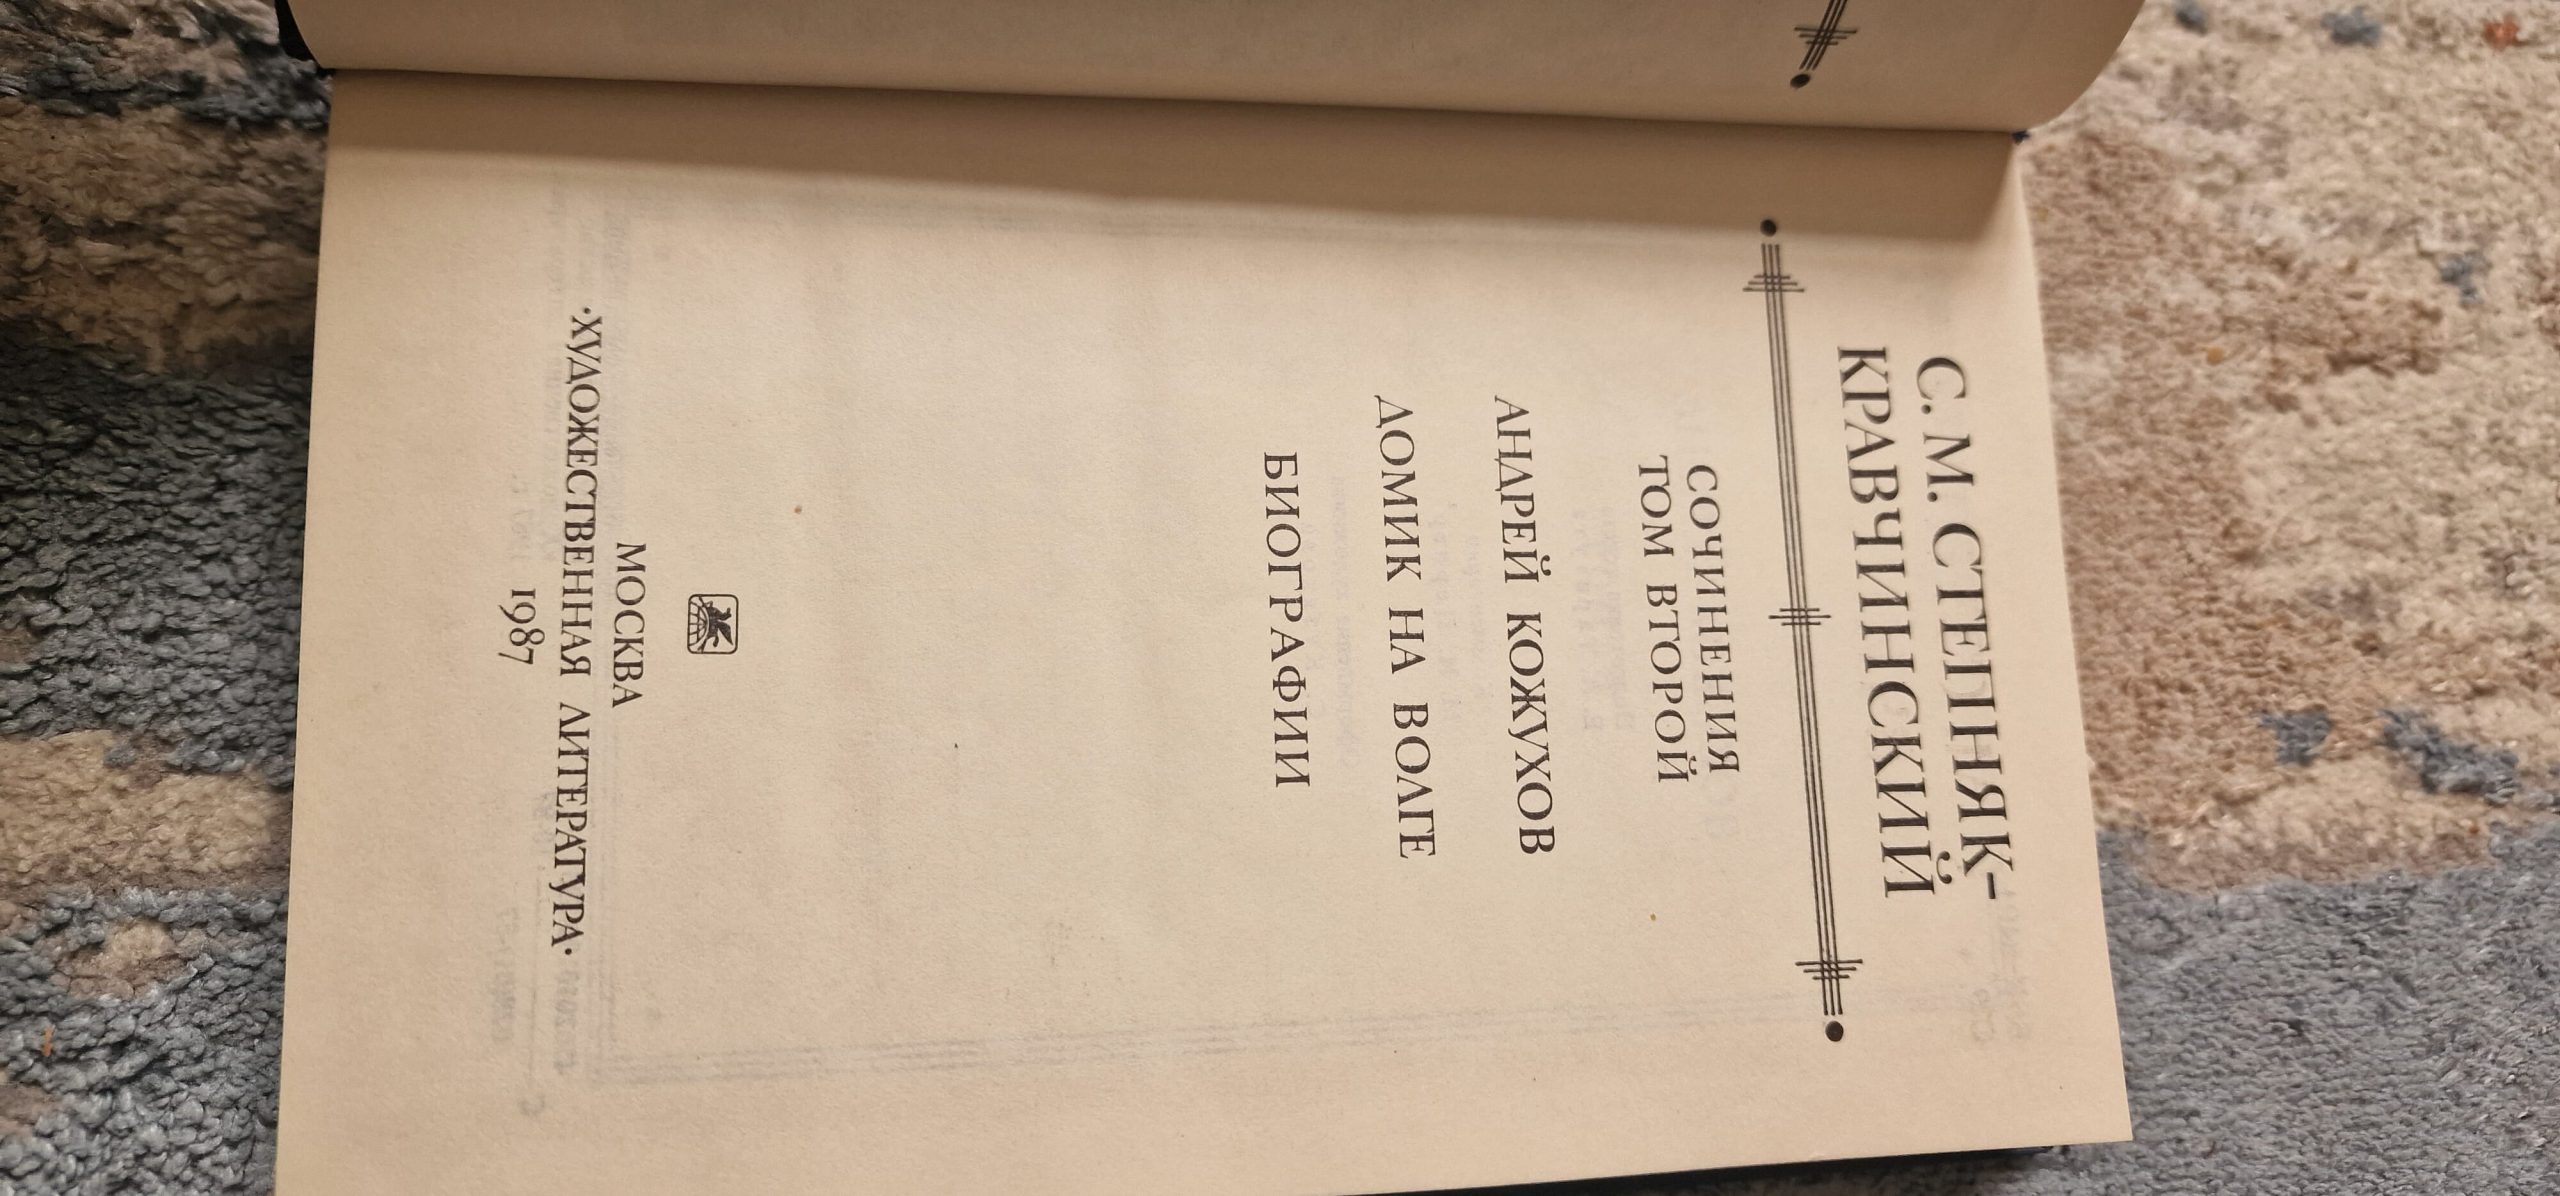 С. М. СТЕПНЯК-
КРАВЧИНСКИЙ
СОЧИНЕНИЯ
ТОМ ВТОРОЙ
АНДРЕЙ КОЖУХОВ
ДОМИК НА ВОЛГЕ
БИОГРАФИИ
МОСКВА
·ХУДОЖЕСТВЕННАЯ ЛИТЕРАТУРА·
1987